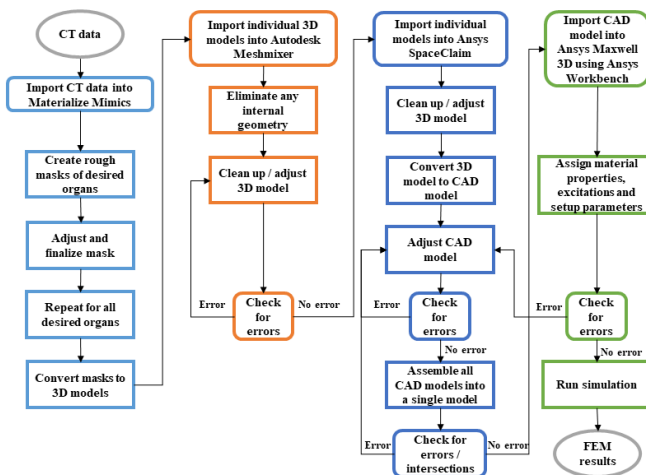 CT data
Import CT data into
Materialize Mimics
Create rough
masks of desired
organs
Adjust and
finalize mask
Repeat for all
desired organs
Convert masks to
3D models
Import individual 3D
models into Autodesk
Meshmixer
Eliminate any
internal
geometry
Clean up / adjust
3D model
Error
Check
for
errors
No error
Import individual
models into Ansys
SpaceClaim
Clean up /
adjust 3D
model
Convert 3D
model to CAD
model
Adjust CAD
model
Error
Check
for
errors
No error
Assemble all
CAD models into
a single model
Error
Check for
errors /
intersections
No error
Import CAD
model into
Ansys Maxwell
3D using Ansys
Workbench
Assign material
properties,
excitations and
setup parameters
Error
Check
for
errors
No error
Run simulation
FEM
results